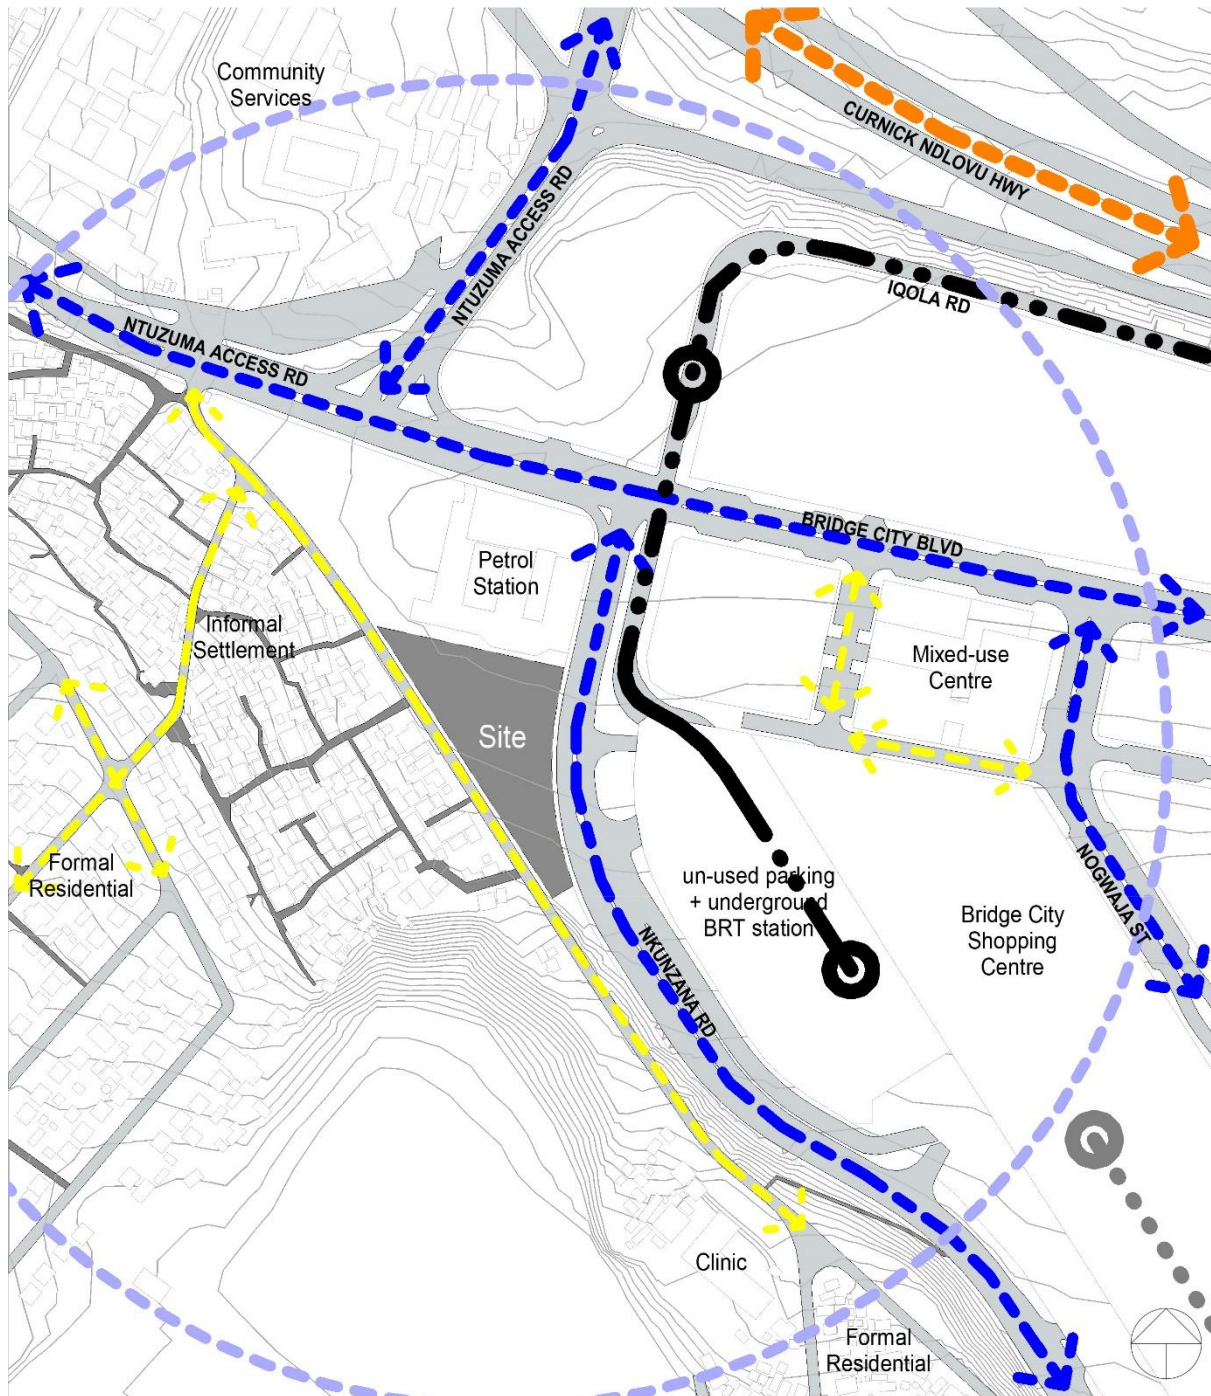 Community
Services
CURNICK NDLOVU HWY
NTUZUMA ACCESS RD
IQOLA RD
NTUZUMA ACCESS RD
BRIDGE CITY BLVD
Petrol
Station
Informal
Settlement
Mixed-use
Centre
Site
Formal
Residential
un-used parking
+ underground
BRT station
NOGWAJA ST
Bridge City
Shopping
Centre
NKUNZANA RD
Clinic
Formal
Residential